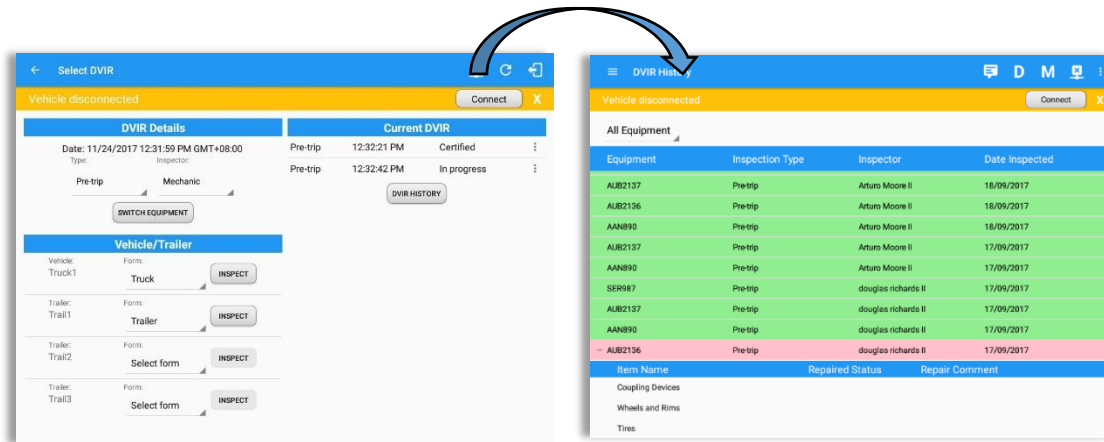 Select DVIR
Vehicle disconnected
Connect
X
DVIR Details
Date: 11/24/2017 12:31:59 PM GMT+08:00
Type: Inspector:
Pre-trip Mechanic
SWITCH EQUIPMENT
Vehicle/Trailer
Vehicle: Form:
Truck1 Truck INSPECT
Trailer: Form:
Trail1 Trailer INSPECT
Trailer: Form:
Trail2 Select form INSPECT
Trailer: Form:
Trail3 Select form INSPECT
Current DVIR
Pre-trip 12:32:21 PM Certified
Pre-trip 12:32:42 PM In progress
DVIR HISTORY
DVIR History
D M
Vehicle disconnected
Connect
X
All Equipment
Equipment Inspection Type Inspector Date Inspected
AUB2137 Pre-trip Arturo Moore II 18/09/2017
AUB2136 Pre-trip Arturo Moore II 18/09/2017
AAN890 Pre-trip Arturo Moore II 18/09/2017
AUB2137 Pre-trip Arturo Moore II 17/09/2017
AAN890 Pre-trip Arturo Moore II 17/09/2017
SER987 Pre-trip douglas richards II 17/09/2017
AUB2137 Pre-trip douglas richards II 17/09/2017
AAN890 Pre-trip douglas richards II 17/09/2017
– AUB2136 Pre-trip douglas richards II 17/09/2017
Item Name Repaired Status Repair Comment
Coupling Devices
Wheels and Rims
Tires